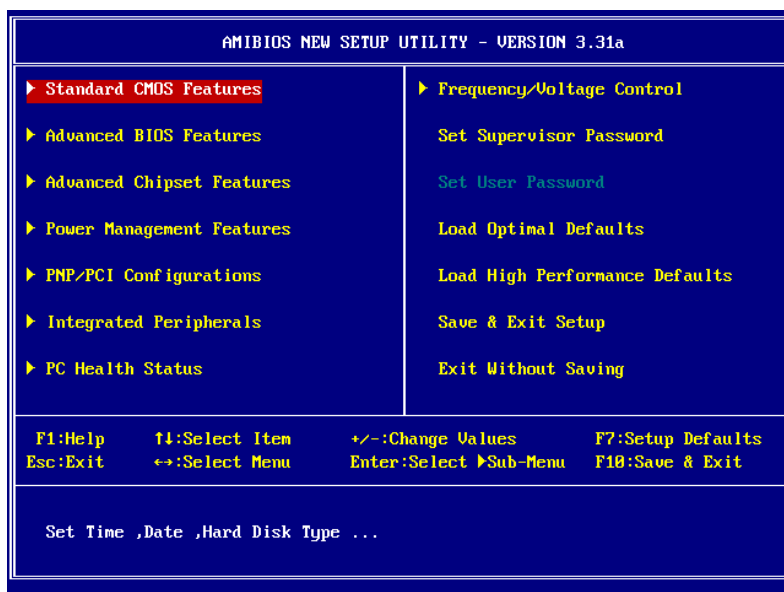 AMIBIOS NEW SETUP UTILITY - VERSION 3.31a
▶ Standard CMOS Features
▶ Advanced BIOS Features
▶ Advanced Chipset Features
▶ Power Management Features
▶ PNP/PCI Configurations
▶ Integrated Peripherals
▶ PC Health Status
▶ Frequency/Voltage Control
Set Supervisor Password
Set User Password
Load Optimal Defaults
Load High Performance Defaults
Save & Exit Setup
Exit Without Saving
F1:Help ↑↓:Select Item +/-:Change Values F7:Setup Defaults
Esc:Exit ↔:Select Menu Enter:Select ▶Sub-Menu F10:Save & Exit
Set Time ,Date ,Hard Disk Type ...